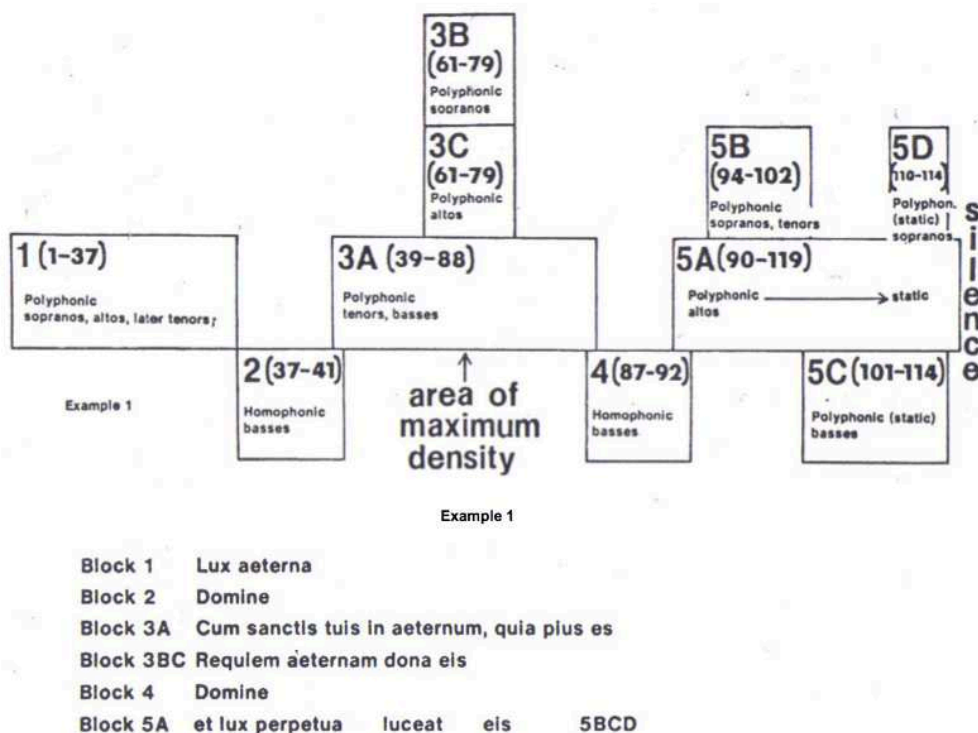 3B
(61-79)
Polyphonic
sopranos
3C
(61-79)
Polyphonic
altos
5B
(94-102)
Polyphonic
sopranos, tenors
5D
(110-114)
Polyphon.
(static)
sopranos
1 (1-37)
Polyphonic
sopranos, altos, later tenors;
3A (39-88)
Polyphonic
tenors, basses
5A (90-119)
Polyphonic → static
altos
silence
2 (37-41)
Homophonic
basses
area of
maximum
density
4 (87-92)
Homophonic
basses
5C (101-114)
Polyphonic (static)
basses
Example 1
Example 1
Block 1 Lux aeterna
Block 2 Domine
Block 3A Cum sanctis tuis in aeternum, quia pius es
Block 3BC Requiem aeternam dona eis
Block 4 Domine
Block 5A et lux perpetua luceat eis 5BCD